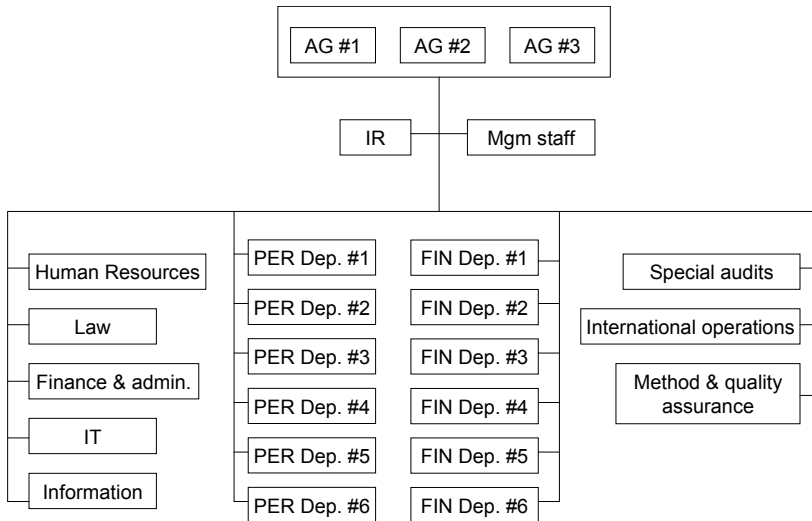 AG #1
AG #2
AG #3
IR
Mgm staff
Human Resources
Law
Finance & admin.
IT
Information
PER Dep. #1
PER Dep. #2
PER Dep. #3
PER Dep. #4
PER Dep. #5
PER Dep. #6
FIN Dep. #1
FIN Dep. #2
FIN Dep. #3
FIN Dep. #4
FIN Dep. #5
FIN Dep. #6
Special audits
International operations
Method & quality
assurance